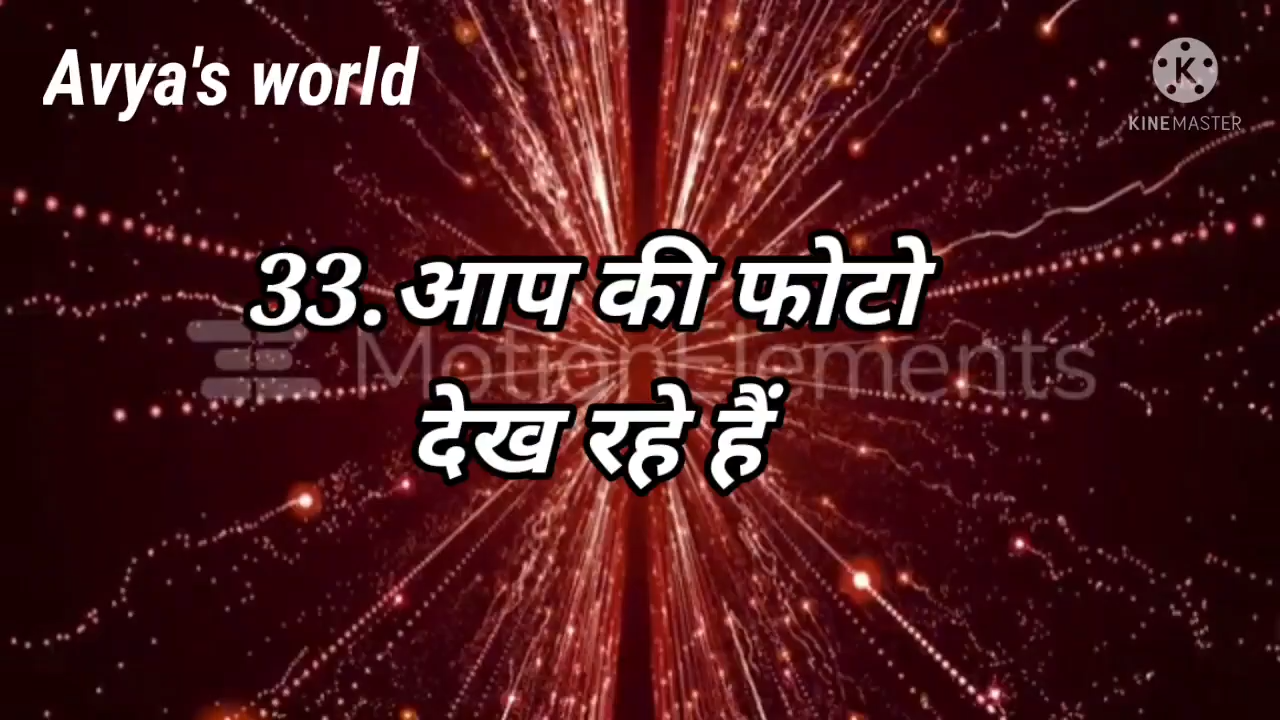 Avya's world
KINEMASTER
33.आप की फोटो
MotionElements
देख रहे हैं